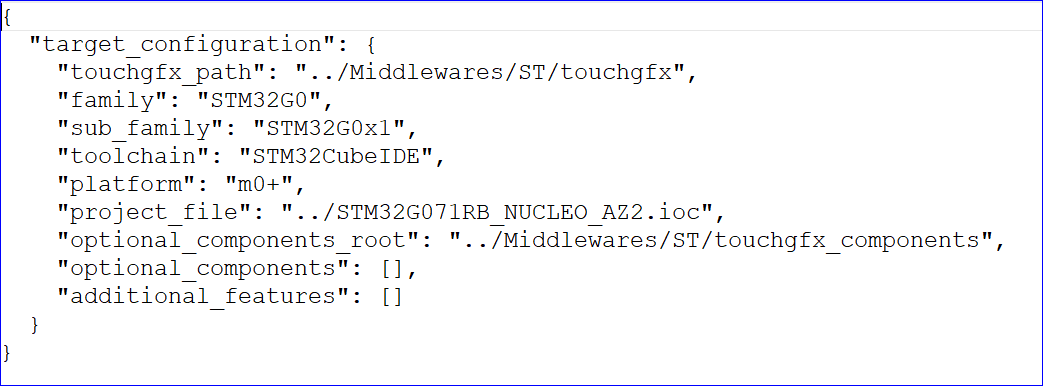 {
  "target_configuration": {
    "touchgfx_path": "../Middlewares/ST/touchgfx",
    "family": "STM32G0",
    "sub_family": "STM32G0x1",
    "toolchain": "STM32CubeIDE",
    "platform": "m0+",
    "project_file": "../STM32G071RB_NUCLEO_AZ2.ioc",
    "optional_components_root": "../Middlewares/ST/touchgfx_components",
    "optional_components": [],
    "additional_features": []
  }
}